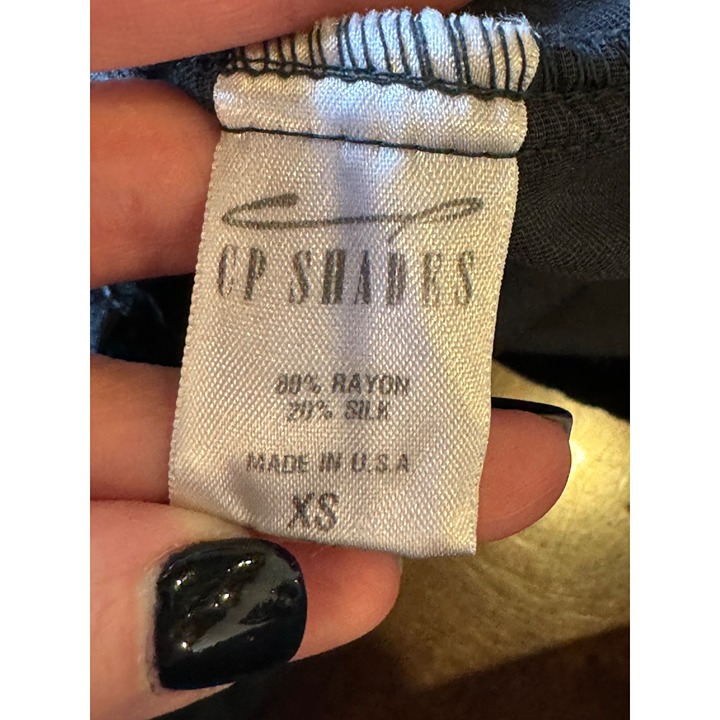 CP SHADES
80% RAYON
20% SILK
MADE IN U.S.A
XS